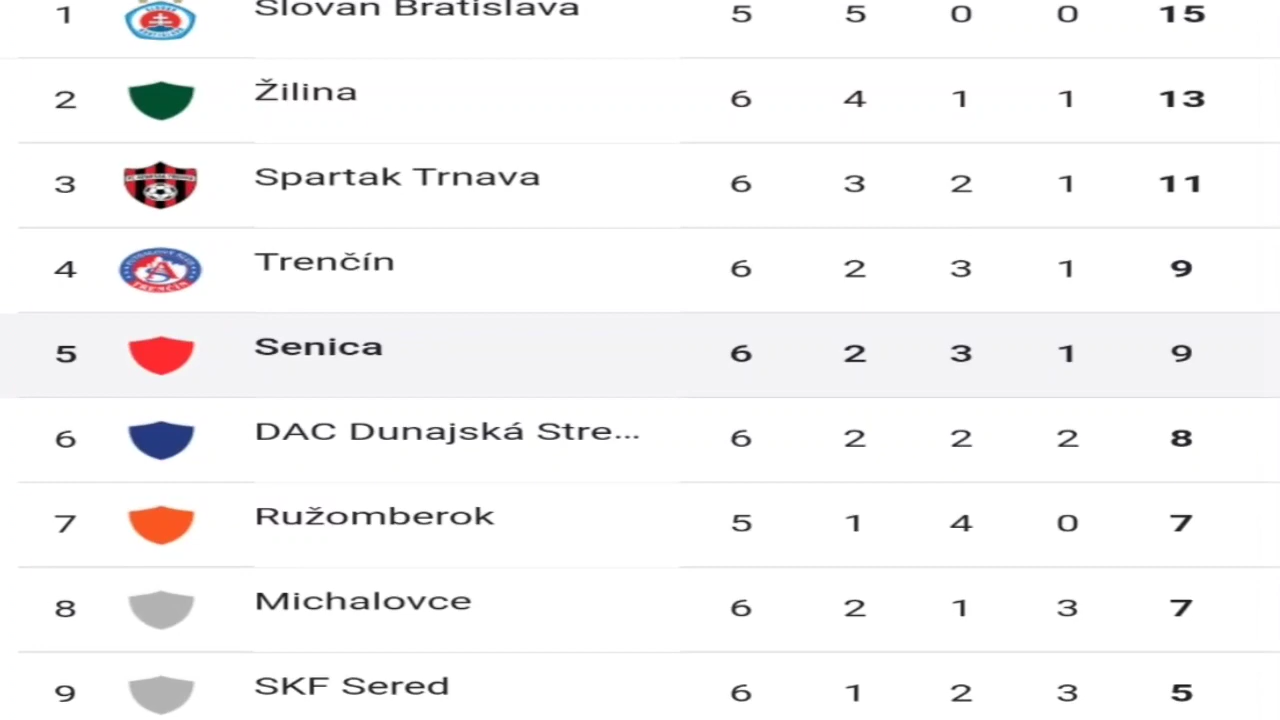 1 Slovan Bratislava 5 5 0 0 15
2 Žilina 6 4 1 1 13
3 Spartak Trnava 6 3 2 1 11
4 Trenčín 6 2 3 1 9
TRENČÍN
5 Senica 6 2 3 1 9
6 DAC Dunajská Stre... 6 2 2 2 8
7 Ružomberok 5 1 4 0 7
8 Michalovce 6 2 1 3 7
9 SKF Sered 6 1 2 3 5